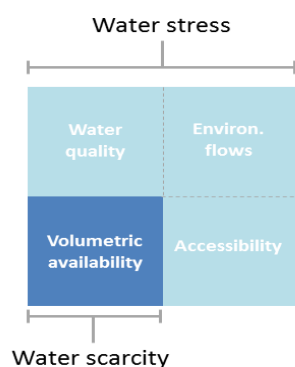 Water stress
Water
quality
Environ.
flows
Volumetric
availability
Accessibility
Water scarcity